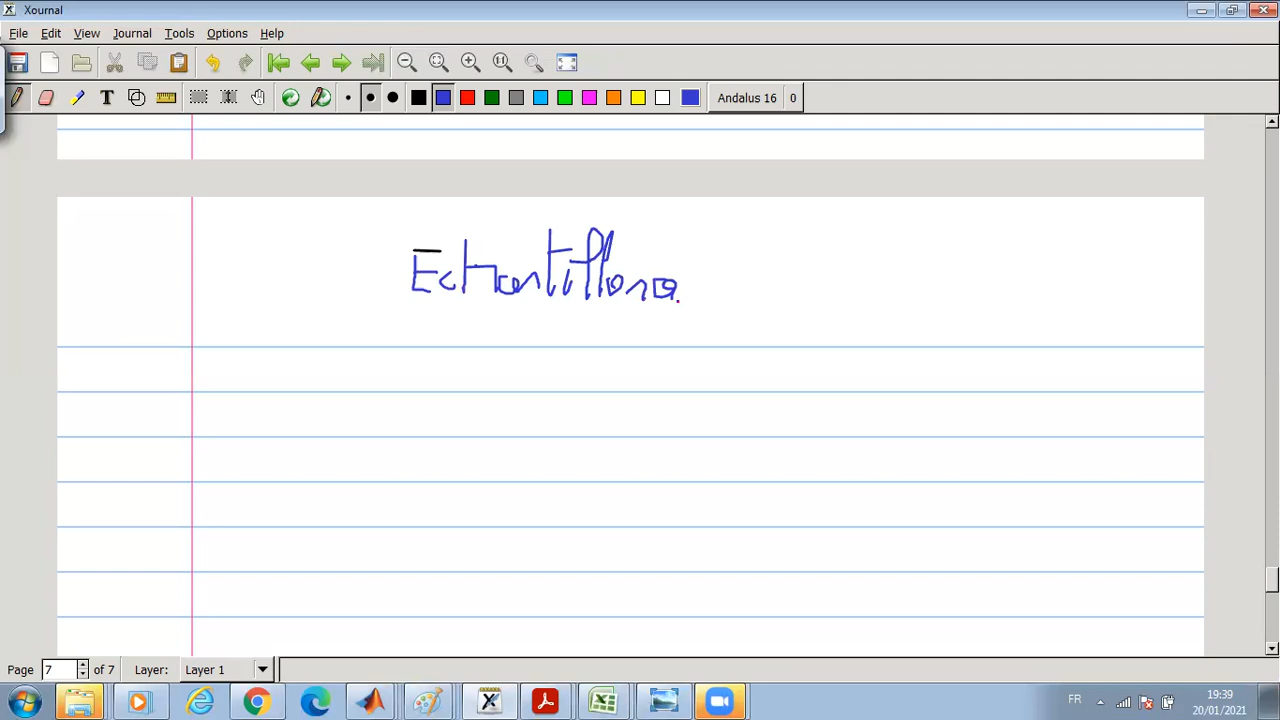 Xournal
File Edit View Journal Tools Options Help
Andalus 16 0
Echantillona
Page 7 of 7 Layer: Layer 1
FR 19:39
20/01/2021